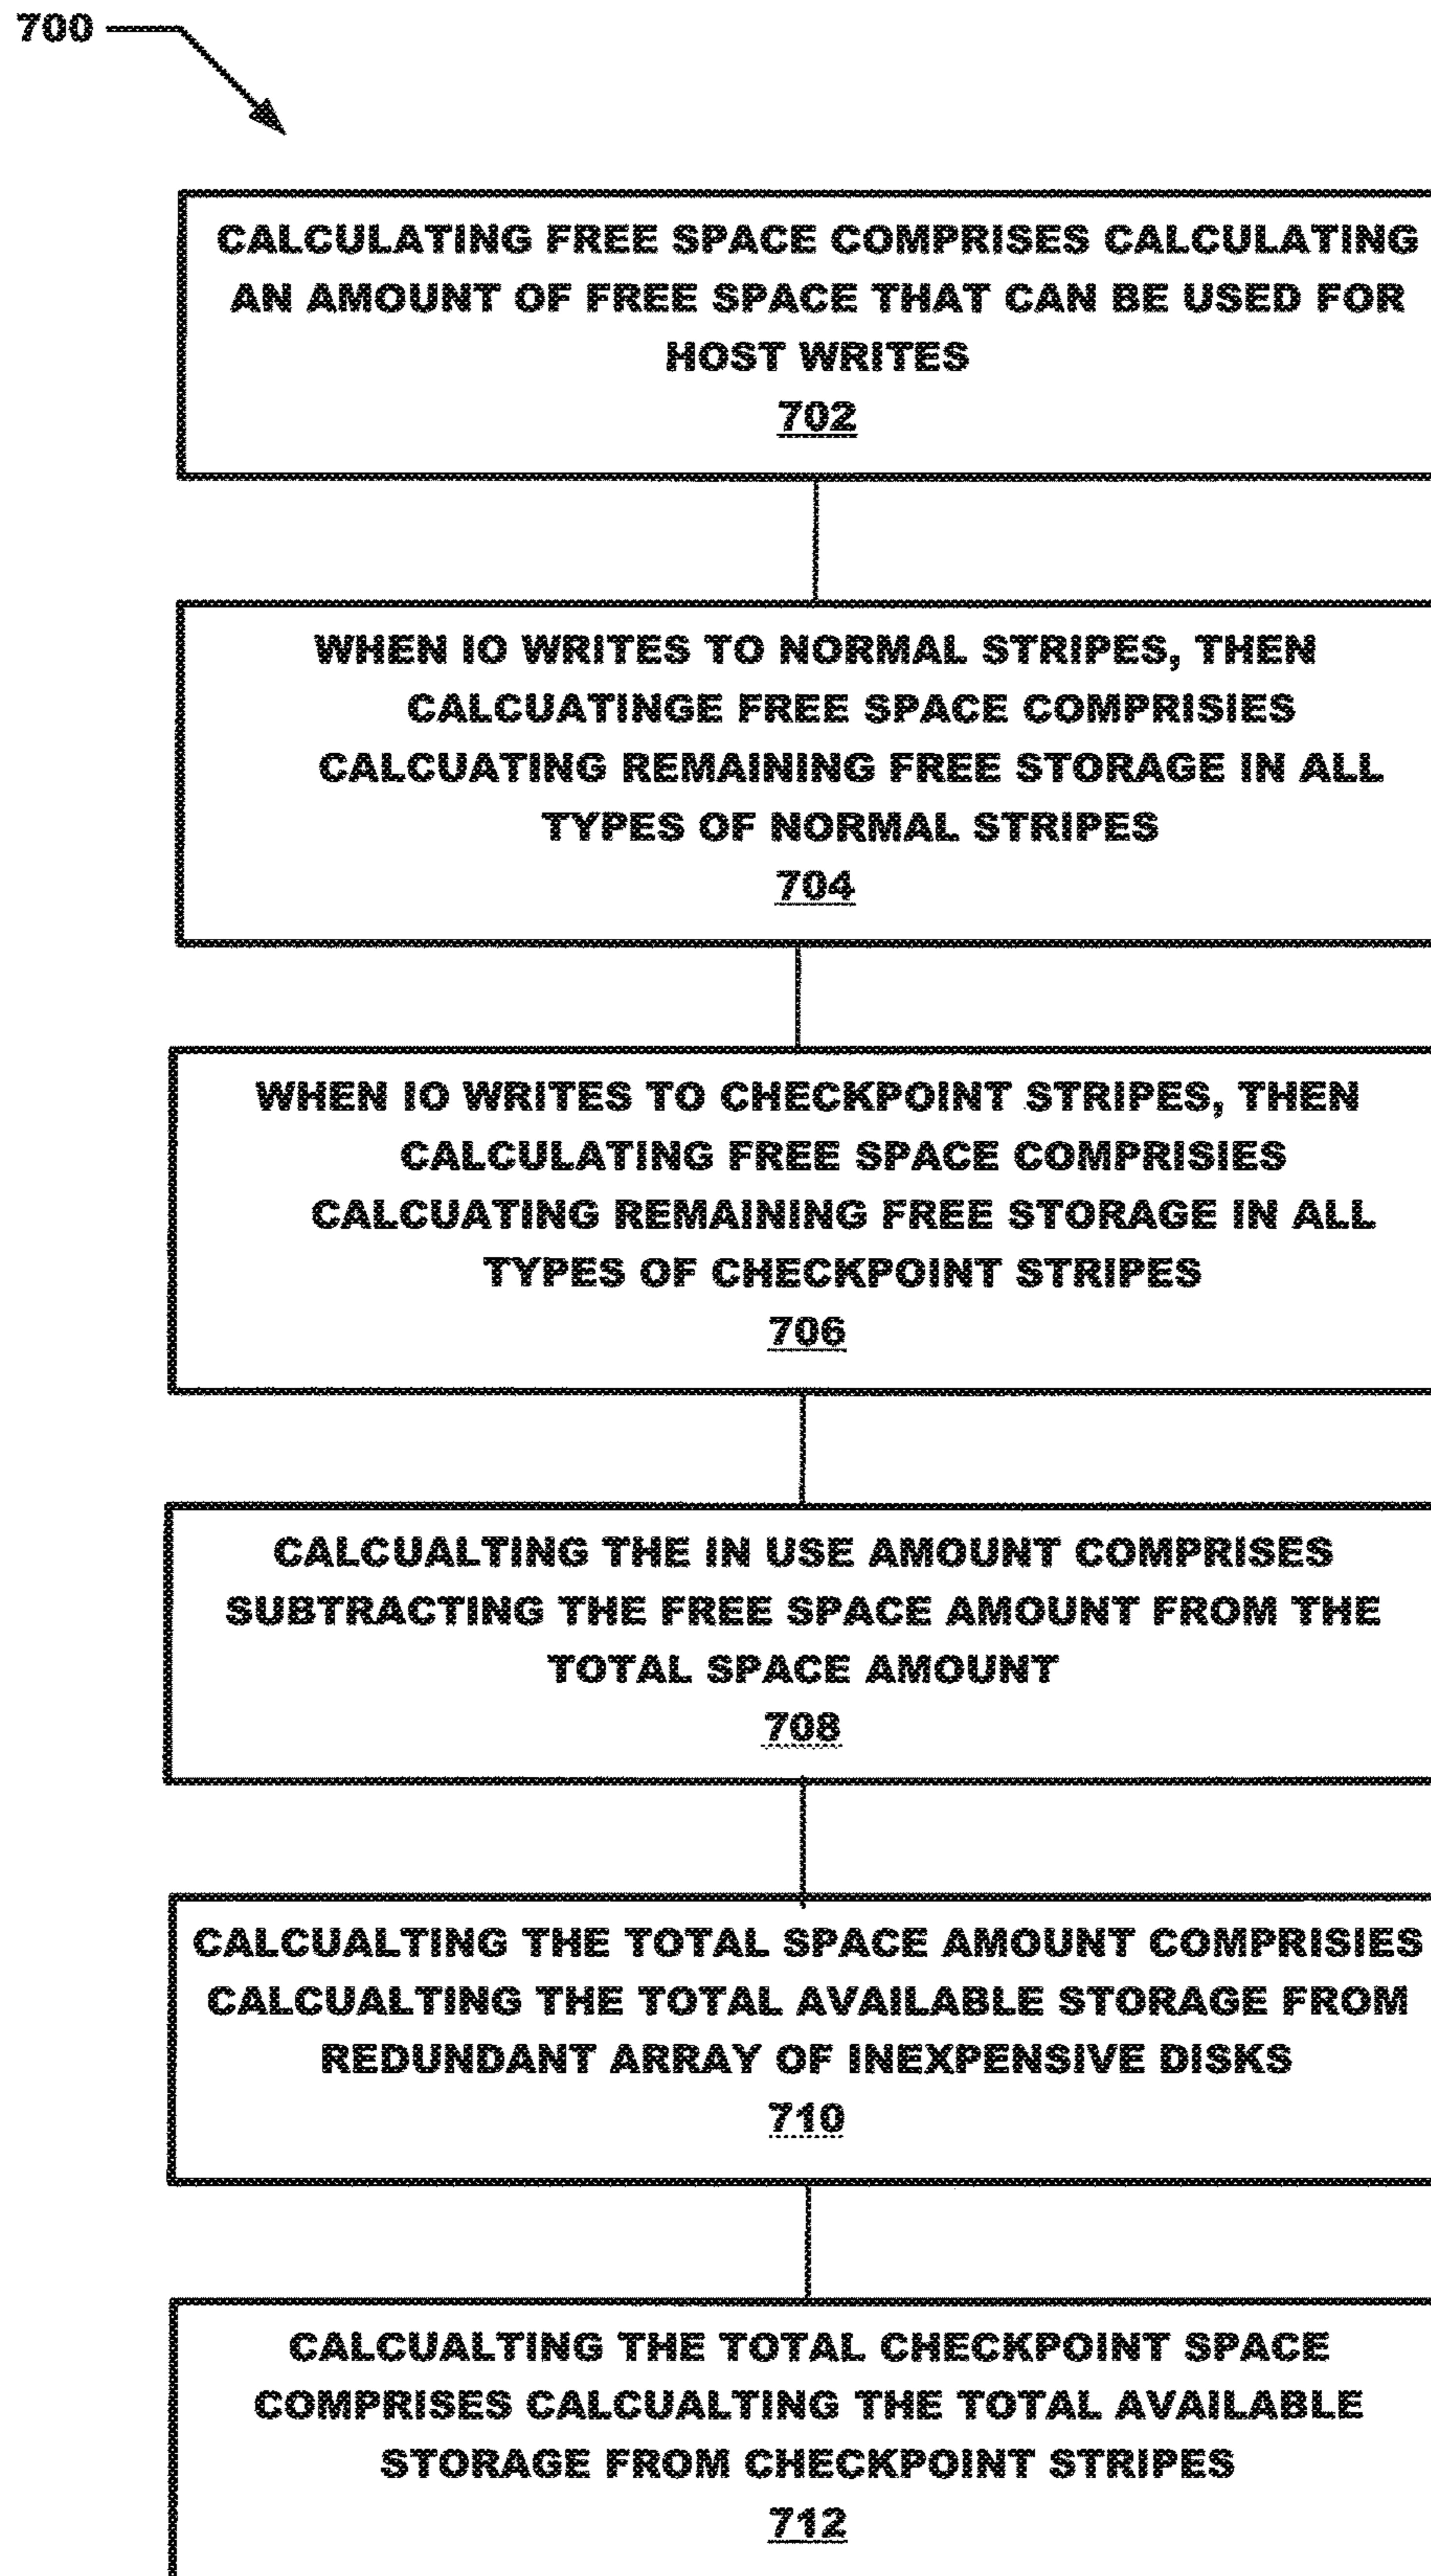 700
CALCULATING FREE SPACE COMPRISES CALCULATING
AN AMOUNT OF FREE SPACE THAT CAN BE USED FOR
HOST WRITES
702
WHEN IO WRITES TO NORMAL STRIPES, THEN
CALCUATINGE FREE SPACE COMPRISIES
CALCUATING REMAINING FREE STORAGE IN ALL
TYPES OF NORMAL STRIPES
704
WHEN IO WRITES TO CHECKPOINT STRIPES, THEN
CALCULATING FREE SPACE COMPRISIES
CALCUATING REMAINING FREE STORAGE IN ALL
TYPES OF CHECKPOINT STRIPES
706
CALCUALTING THE IN USE AMOUNT COMPRISES
SUBTRACTING THE FREE SPACE AMOUNT FROM THE
TOTAL SPACE AMOUNT
708
CALCUALTING THE TOTAL SPACE AMOUNT COMPRISIES
CALCUALTING THE TOTAL AVAILABLE STORAGE FROM
REDUNDANT ARRAY OF INEXPENSIVE DISKS
710
CALCUALTING THE TOTAL CHECKPOINT SPACE
COMPRISES CALCUALTING THE TOTAL AVAILABLE
STORAGE FROM CHECKPOINT STRIPES
712